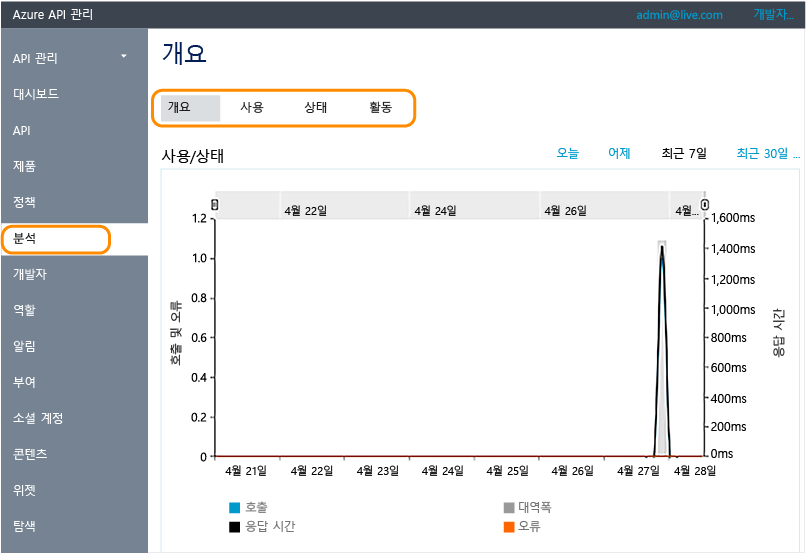 Azure API 관리 admin@live.com 개발자...
API 관리
대시보드
API
제품
정책
분석
개발자
역할
알림
부여
소셜 계정
콘텐츠
위젯
탐색
개요
개요 사용 상태 활동
사용/상태 오늘 어제 최근 7일 최근 30일 ...
4월 22일 4월 24일 4월 26일 4월...
호출 및 오류
1.2
1.0
0.8
0.6
0.4
0.2
0
1,600ms
1,400ms
1,200ms
1,000ms
800ms
600ms
400ms
200ms
0ms
응답 시간
4월 21일 4월 22일 4월 23일 4월 24일 4월 25일 4월 26일 4월 27일 4월 28일
호출 대역폭
응답 시간 오류